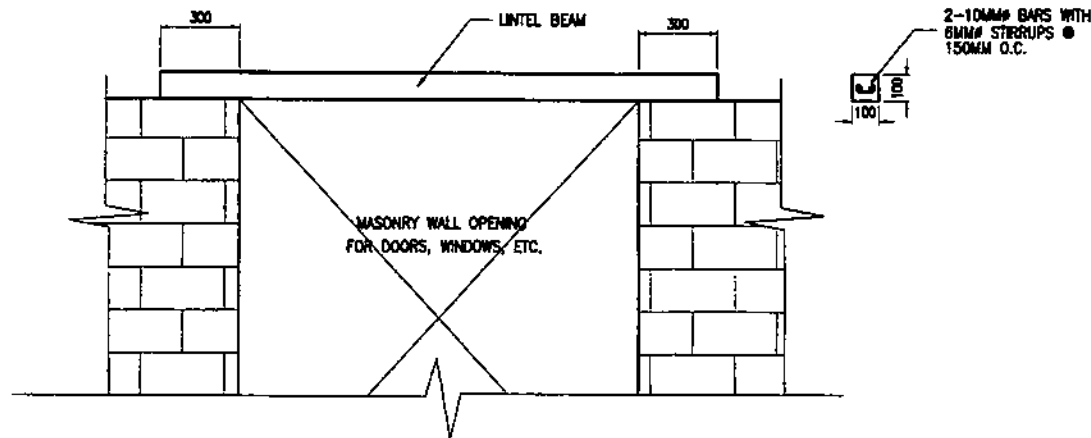 300
LINTEL BEAM
300
2-10MMØ BARS WITH
6MMØ STIRRUPS @
150MM O.C.
100
100
MASONRY WALL OPENING
FOR DOORS, WINDOWS, ETC.